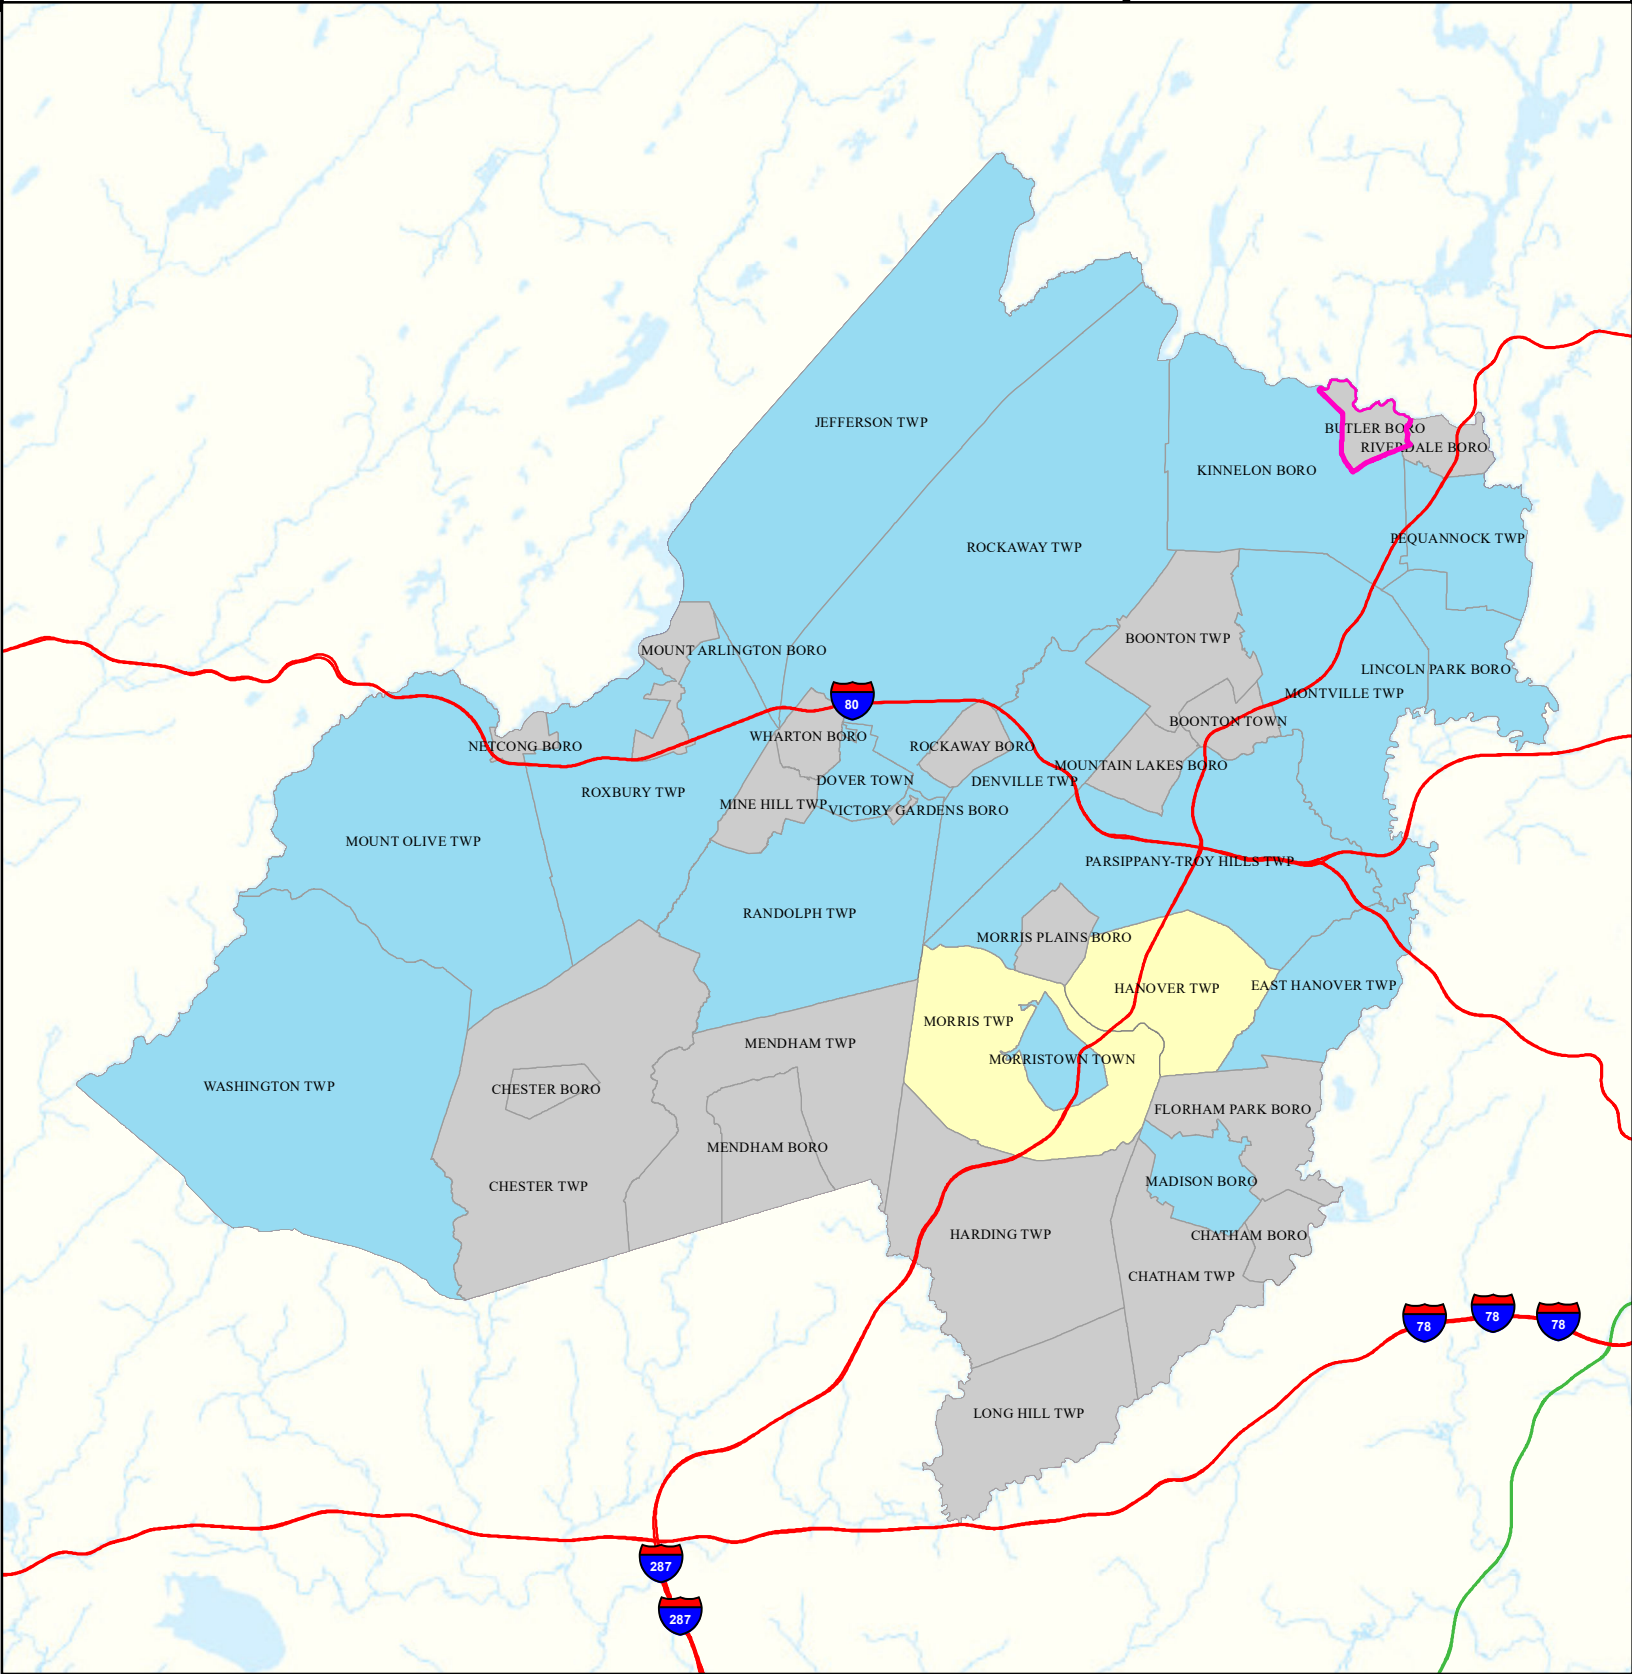 JEFFERSON TWP
BUTLER BORO
RIVERDALE BORO
KINNELON BORO
PEQUANNOCK TWP
ROCKAWAY TWP
BOONTON TWP
MOUNT ARLINGTON BORO
LINCOLN PARK BORO
MONTVILLE TWP
80
BOONTON TOWN
WHARTON BORO
NETCONG BORO
ROCKAWAY BORO
MOUNTAIN LAKES BORO
DOVER TOWN
DENVILLE TWP
ROXBURY TWP
MINE HILL TWP
VICTORY GARDENS BORO
MOUNT OLIVE TWP
PARSIPPANY-TROY HILLS TWP
RANDOLPH TWP
MORRIS PLAINS BORO
EAST HANOVER TWP
HANOVER TWP
MORRIS TWP
MENDHAM TWP
MORRISTOWN TOWN
WASHINGTON TWP
CHESTER BORO
FLORHAM PARK BORO
MENDHAM BORO
MADISON BORO
CHESTER TWP
HARDING TWP
CHATHAM BORO
CHATHAM TWP
78
78
78
LONG HILL TWP
287
287